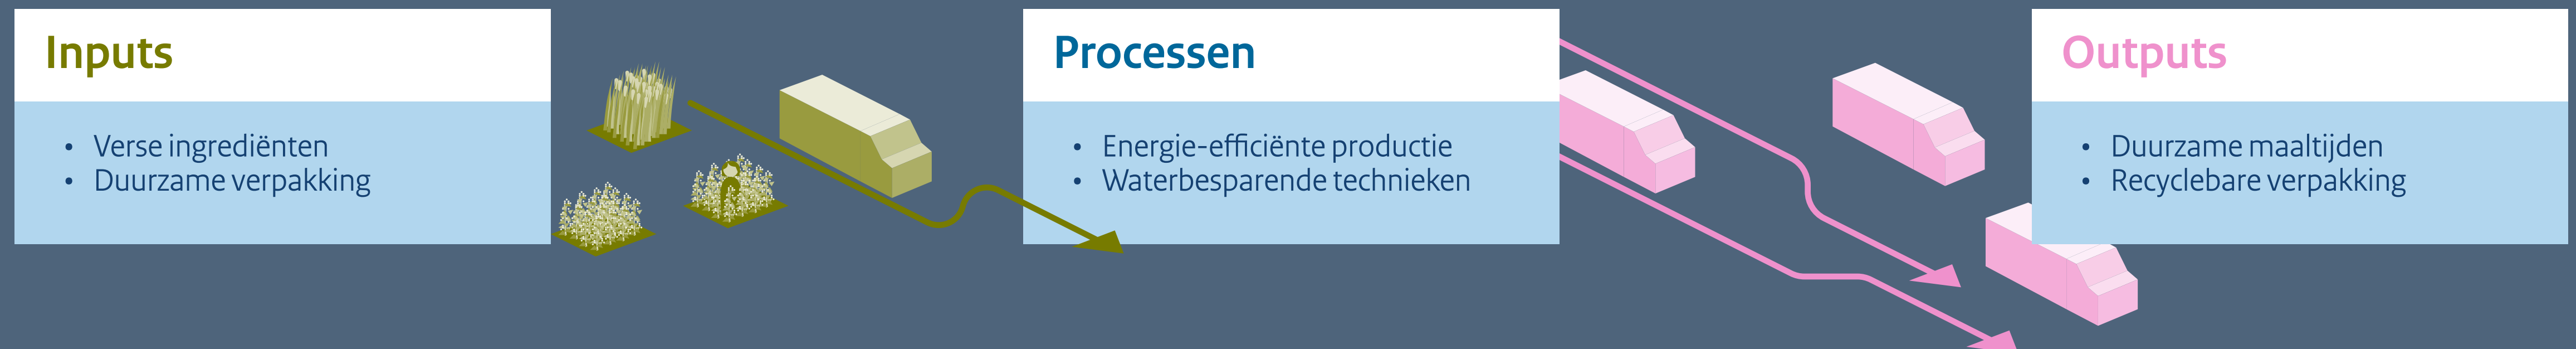 Inputs
• Verse ingrediënten
• Duurzame verpakking
Processen
• Energie-efficiënte productie
• Waterbesparende technieken
Outputs
• Duurzame maaltijden
• Recyclebare verpakking